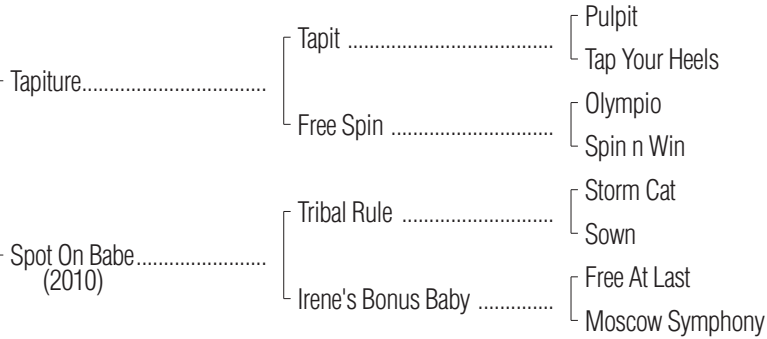 Pulpit
Tapit ......................................
Tap Your Heels
Tapiture..................................
Olympio
Free Spin ..............................
Spin n Win
Storm Cat
Tribal Rule ............................
Sown
Spot On Babe........................
(2010)
Free At Last
Irene's Bonus Baby ..............
Moscow Symphony